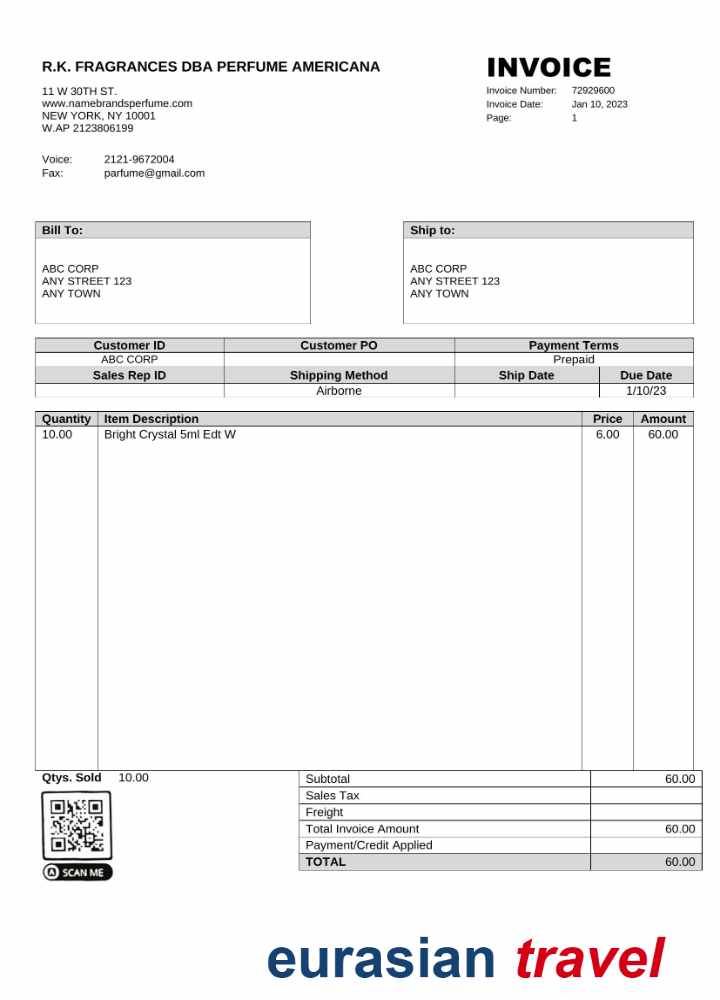 R.K. FRAGRANCES DBA PERFUME AMERICANA
INVOICE
11 W 30TH ST.
www.namebrandsperfume.com
NEW YORK, NY 10001
W.AP 2123806199
Invoice Number: 72929600
Invoice Date: Jan 10, 2023
Page: 1
Voice: 2121-9672004
Fax: parfume@gmail.com
Bill To:
ABC CORP
ANY STREET 123
ANY TOWN
Ship to:
ABC CORP
ANY STREET 123
ANY TOWN
Customer ID Customer PO Payment Terms
ABC CORP Prepaid
Sales Rep ID Shipping Method Ship Date Due Date
Airborne 1/10/23
Quantity Item Description Price Amount
10.00 Bright Crystal 5ml Edt W 6.00 60.00
Qtys. Sold 10.00
Subtotal 60.00
Sales Tax
Freight
Total Invoice Amount 60.00
Payment/Credit Applied
TOTAL 60.00
SCAN ME
eurasian travel